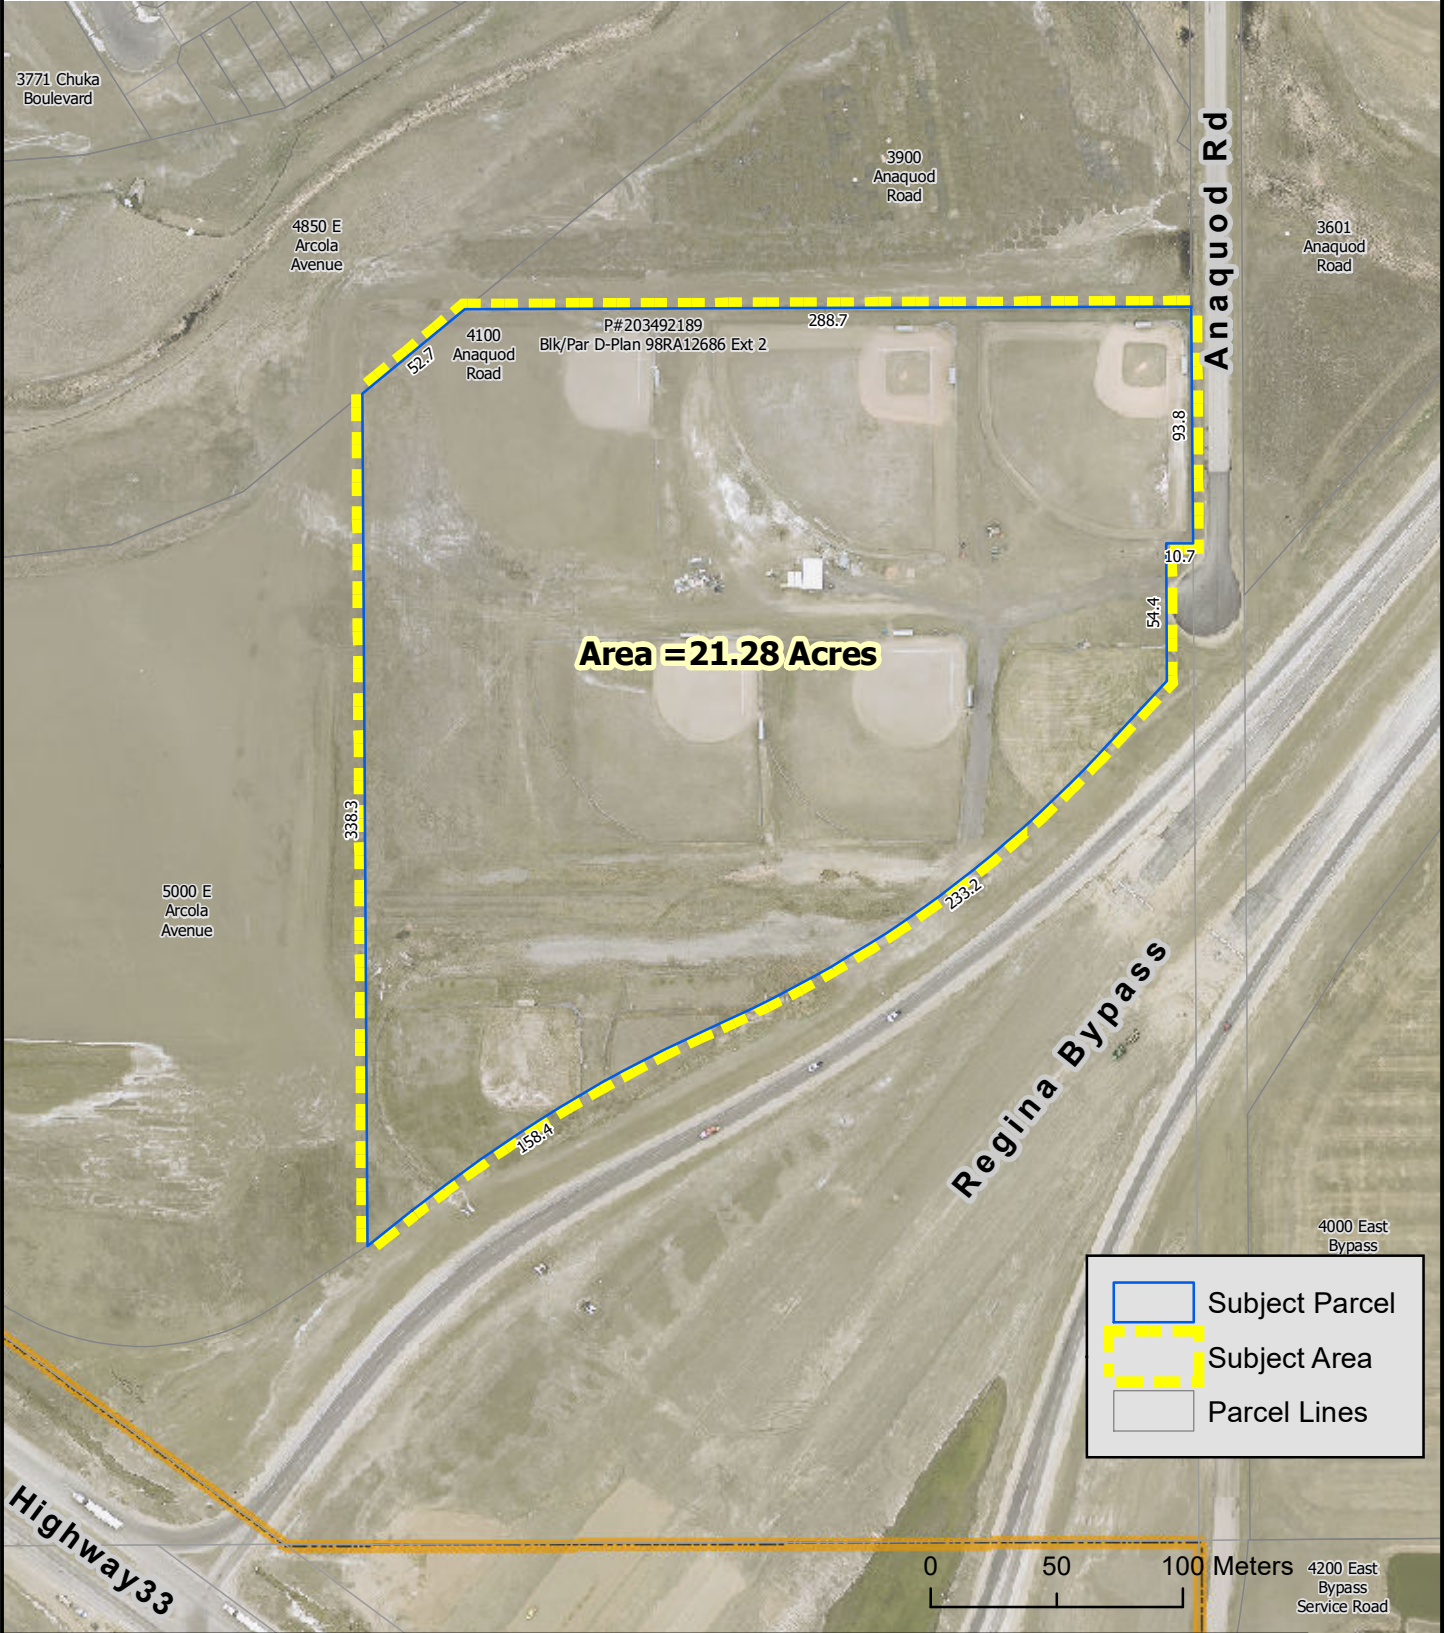 3771 Chuka
Boulevard
4850 E
Arcola
Avenue
3900
Anaquod
Road
Anaquod Rd
3601
Anaquod
Road
52.7
4100
Anaquod
Road
P#203492189
Blk/Par D-Plan 98RA12686 Ext 2
288.7
93.8
10.7
54.4
Area =21.28 Acres
338.3
5000 E
Arcola
Avenue
233.2
158.4
Regina Bypass
4000 East
Bypass
Subject Parcel
Subject Area
Parcel Lines
Highway33
0 50 100 Meters
4200 East
Bypass
Service Road